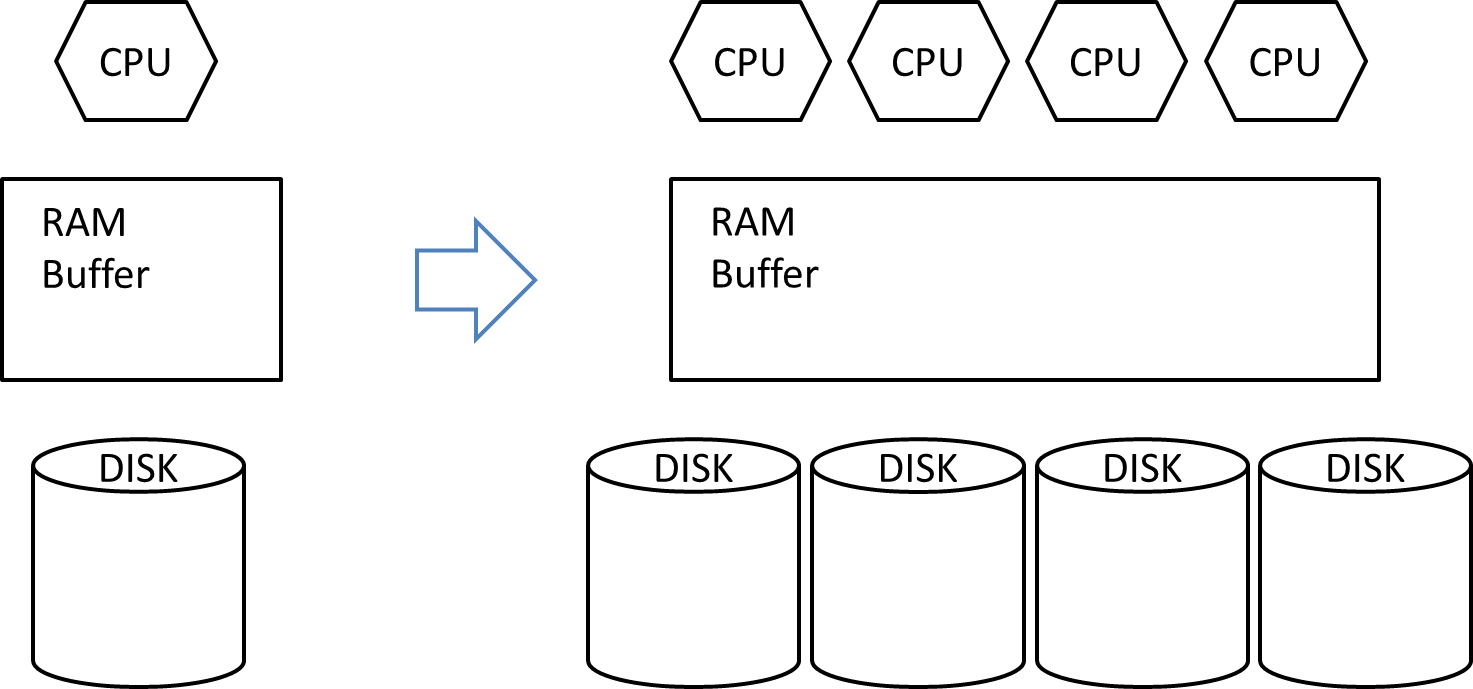 CPU
CPU CPU CPU CPU
RAM
Buffer
RAM
Buffer
DISK
DISK DISK DISK DISK